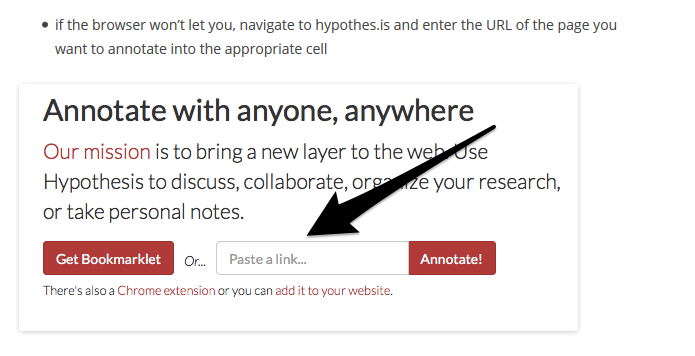 if the browser won't let you, navigate to hypothes.is and enter the URL of the page you
want to annotate into the appropriate cell
Annotate with anyone, anywhere
Our mission is to bring a new layer to the web. Use
Hypothesis to discuss, collaborate, organize your research,
or take personal notes.
Get Bookmarklet Or... Paste a link... Annotate!
There's also a Chrome extension or you can add it to your website.